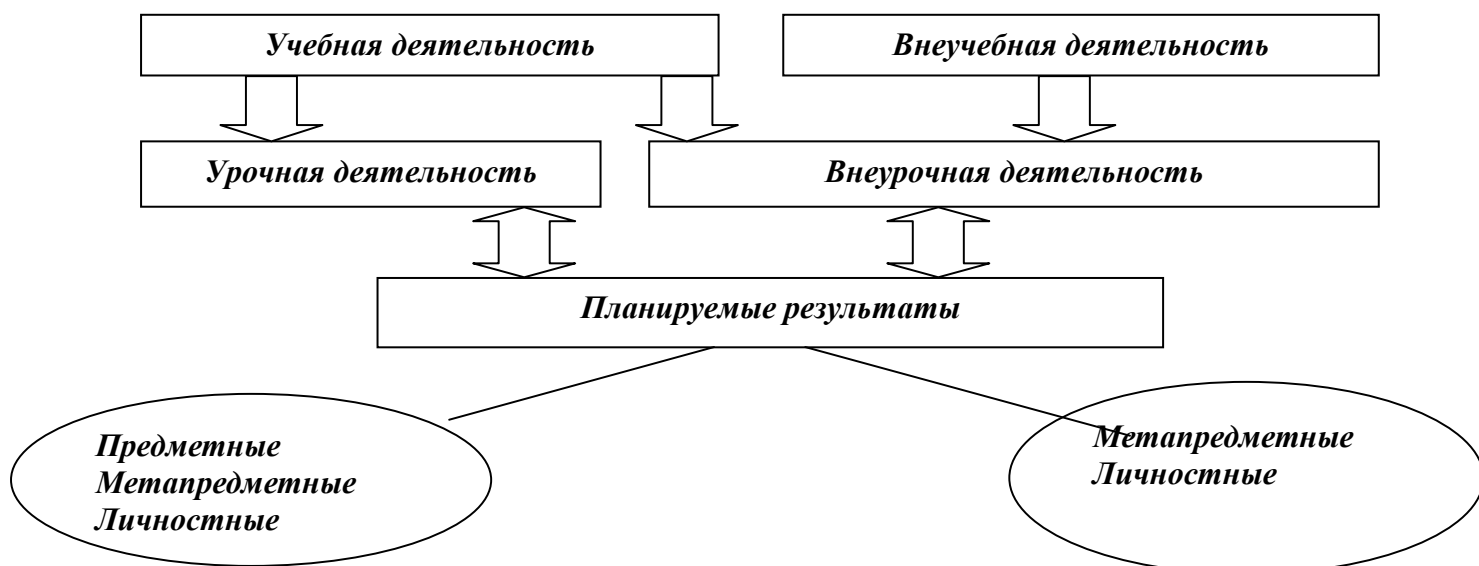 Учебная деятельность
Внеучебная деятельность
Урочная деятельность
Внеурочная деятельность
Планируемые результаты
Предметные
Метапредметные
Личностные
Метапредметные
Личностные